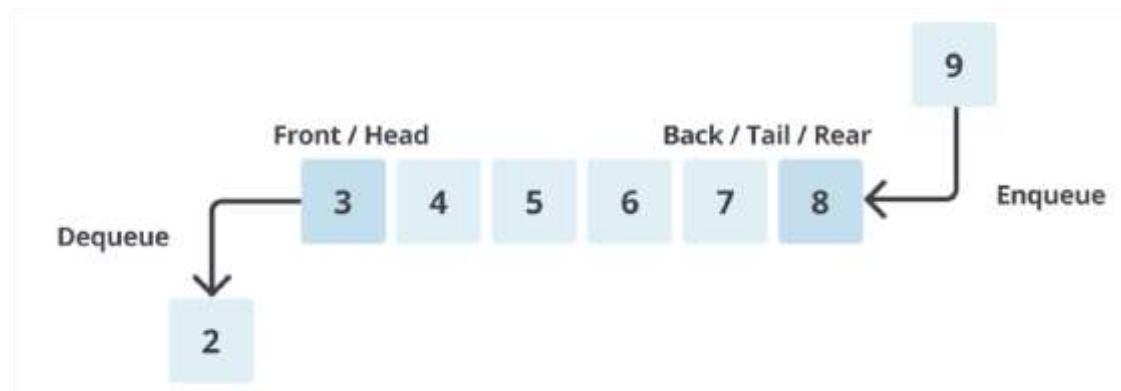 9
Front / Head
Back / Tail / Rear
3 4 5 6 7 8
Enqueue
Dequeue
2